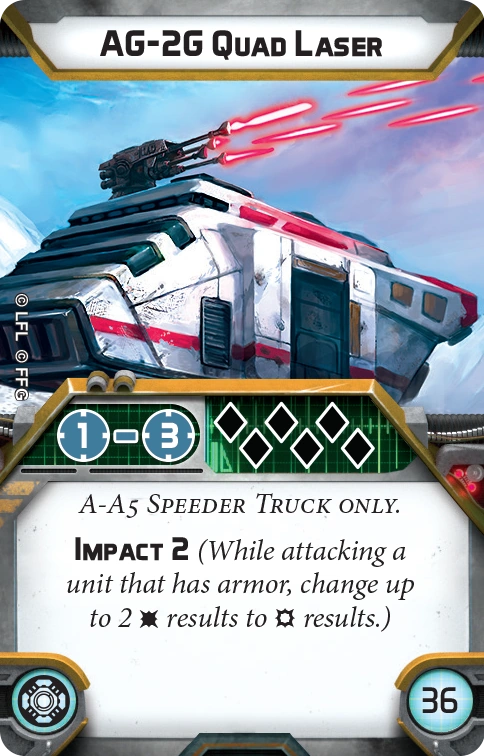 AG-2G Quad Laser
© LFL © FFG
1 - 3
A-A5 Speeder Truck only.
Impact 2 (While attacking a
unit that has armor, change up
to 2 results to results.)
36